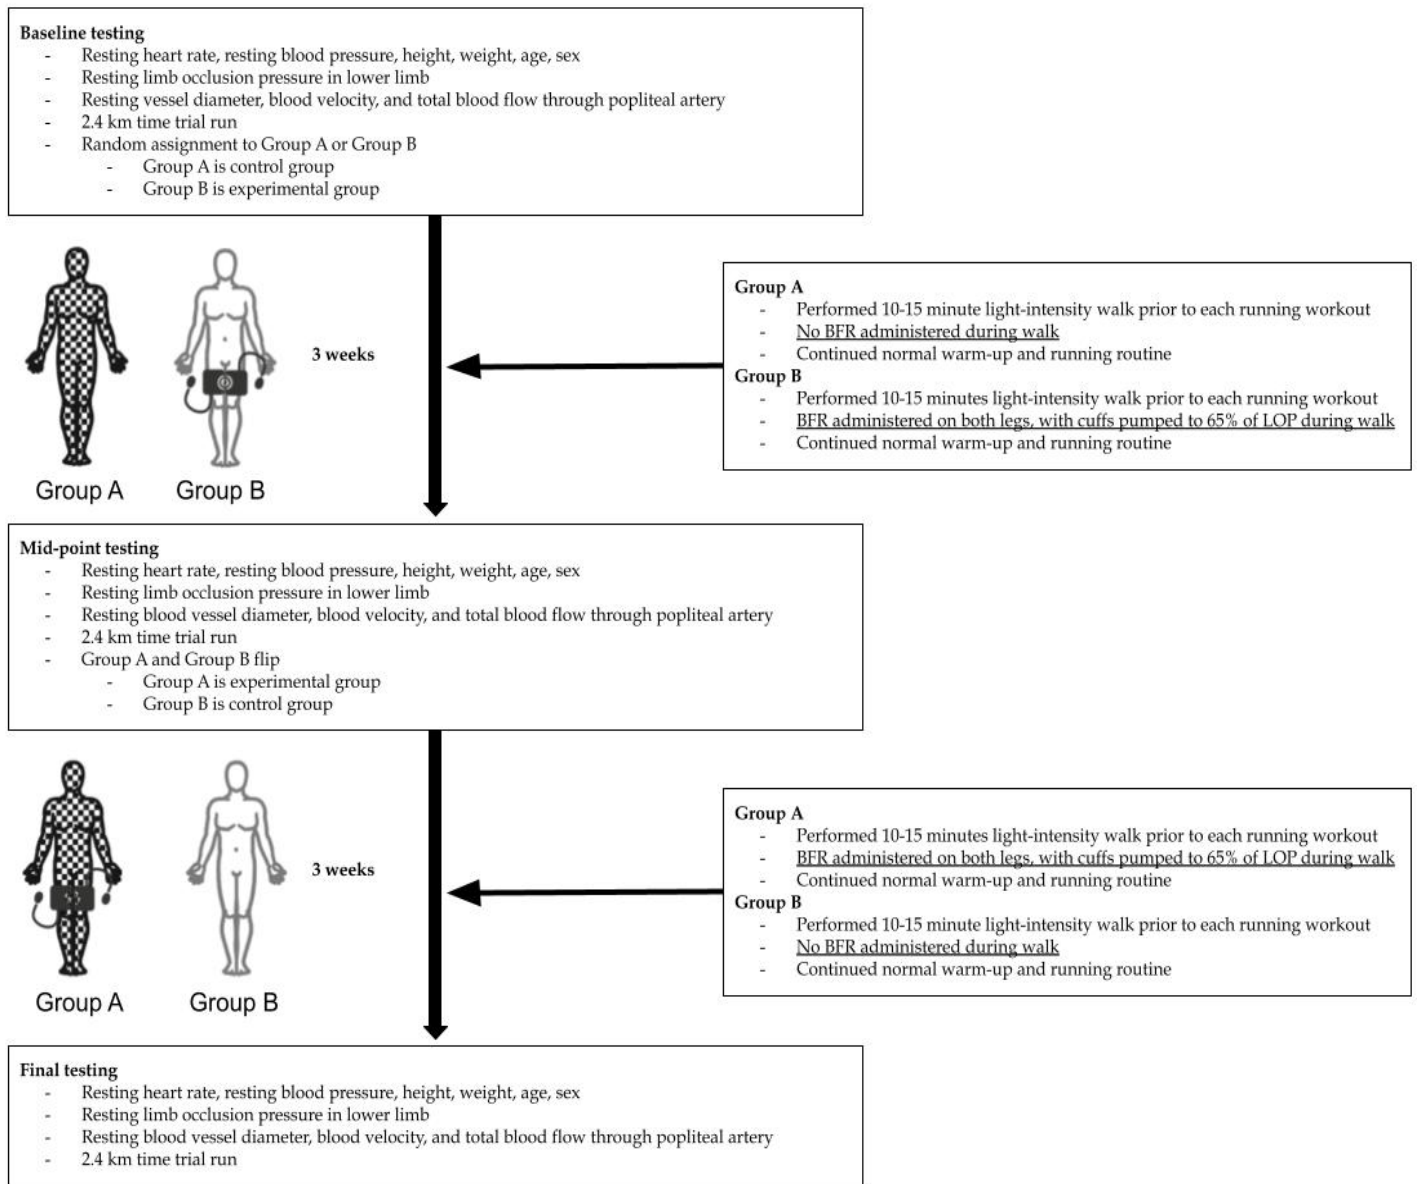 Baseline testing
- Resting heart rate, resting blood pressure, height, weight, age, sex
- Resting limb occlusion pressure in lower limb
- Resting vessel diameter, blood velocity, and total blood flow through popliteal artery
- 2.4 km time trial run
- Random assignment to Group A or Group B
- Group A is control group
- Group B is experimental group
Group A
- Performed 10-15 minute light-intensity walk prior to each running workout
- No BFR administered during walk
- Continued normal warm-up and running routine
Group B
- Performed 10-15 minutes light-intensity walk prior to each running workout
- BFR administered on both legs, with cuffs pumped to 65% of LOP during walk
- Continued normal warm-up and running routine
3 weeks
Group A
Group B
Mid-point testing
- Resting heart rate, resting blood pressure, height, weight, age, sex
- Resting limb occlusion pressure in lower limb
- Resting blood vessel diameter, blood velocity, and total blood flow through popliteal artery
- 2.4 km time trial run
- Group A and Group B flip
- Group A is experimental group
- Group B is control group
Group A
- Performed 10-15 minutes light-intensity walk prior to each running workout
- BFR administered on both legs, with cuffs pumped to 65% of LOP during walk
- Continued normal warm-up and running routine
Group B
- Performed 10-15 minute light-intensity walk prior to each running workout
- No BFR administered during walk
- Continued normal warm-up and running routine
3 weeks
Group A
Group B
Final testing
- Resting heart rate, resting blood pressure, height, weight, age, sex
- Resting limb occlusion pressure in lower limb
- Resting blood vessel diameter, blood velocity, and total blood flow through popliteal artery
- 2.4 km time trial run